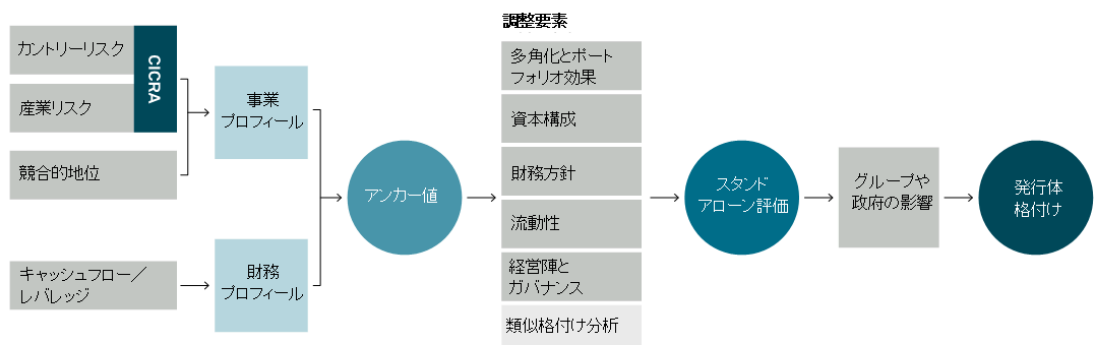 カントリーリスク
産業リスク
CICRA
競合的地位
キャッシュフロー／
レバレッジ
事業
プロフィール
財務
プロフィール
アンカー値
調整要素
多角化とポート
フォリオ効果
資本構成
財務方針
流動性
経営陣と
ガバナンス
類似格付け分析
スタンド
アローン評価
グループや
政府の影響
発行体
格付け